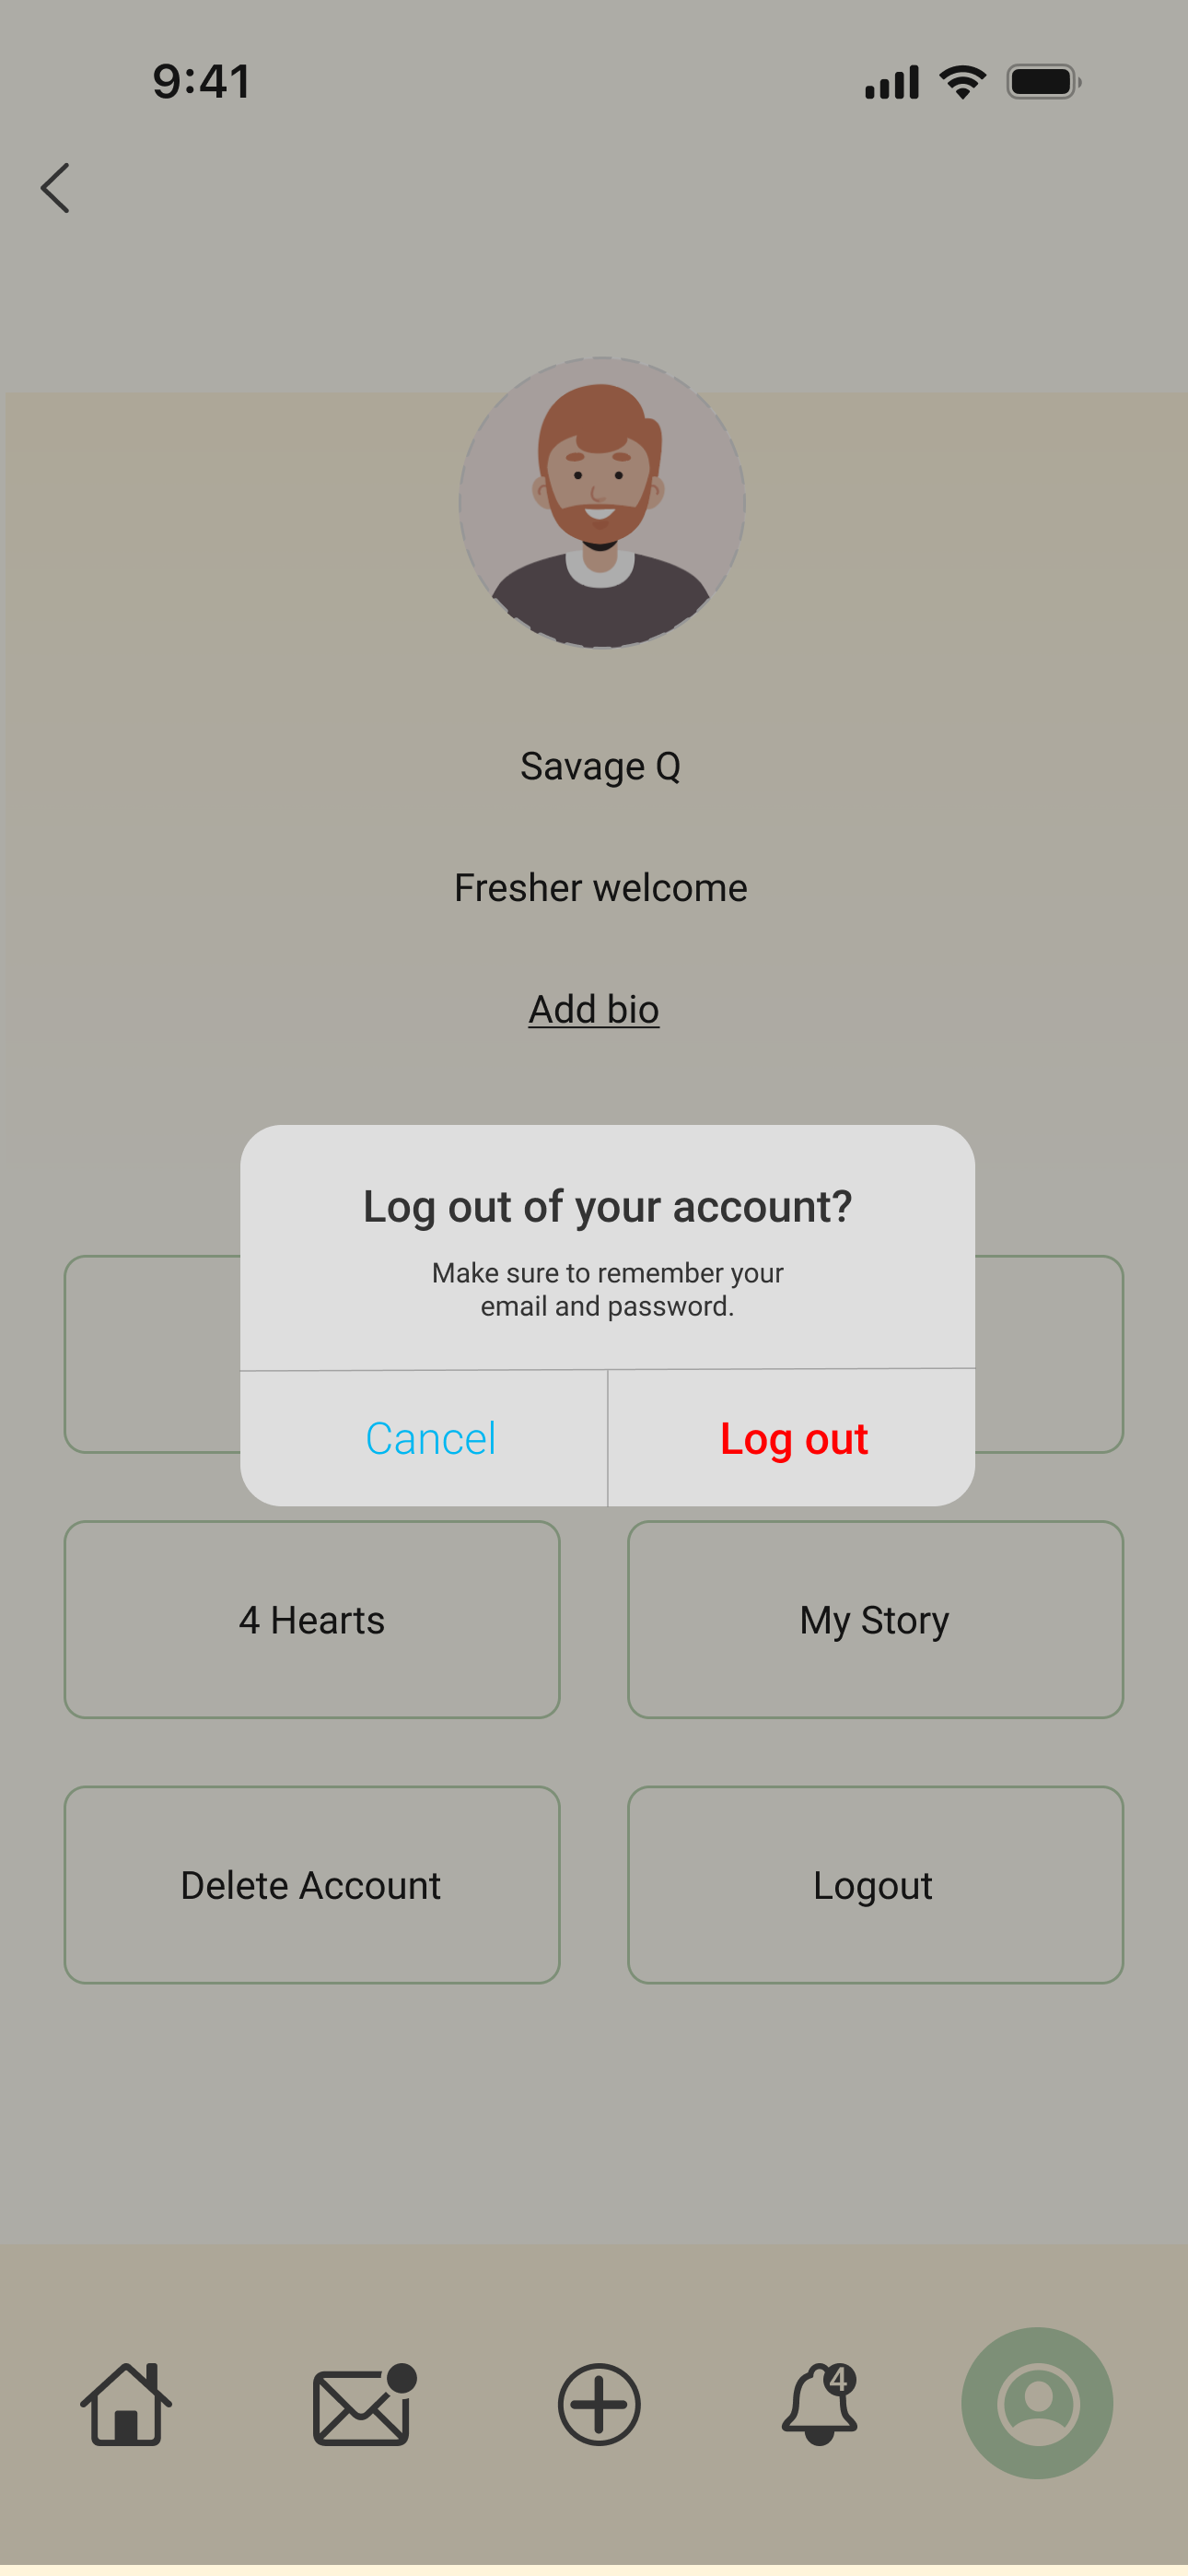 9:41
Savage Q
Fresher welcome
Add bio
Log out of your account?
Make sure to remember your
email and password.
Cancel
Log out
4 Hearts
My Story
Delete Account
Logout
4